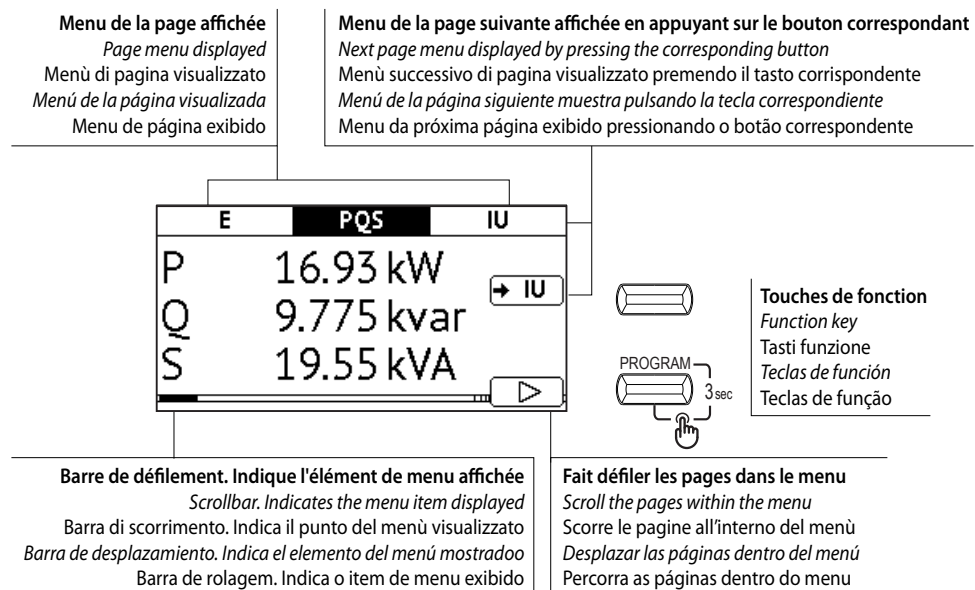 Menu de la page affichée
Page menu displayed
Menù di pagina visualizzato
Menú de la página visualizada
Menu de página exibido
Menu de la page suivante affichée en appuyant sur le bouton correspondant
Next page menu displayed by pressing the corresponding button
Menù successivo di pagina visualizzato premendo il tasto corrispondente
Menú de la página siguiente muestra pulsando la tecla correspondiente
Menu da próxima página exibido pressionando o botão correspondente
E PQS IU
P 16.93 kW
→ IU
Q 9.775 kvar
S 19.55 kVA
PROGRAM
3 sec
Touches de fonction
Function key
Tasti funzione
Teclas de función
Teclas de função
Barre de défilement. Indique l'élément de menu affichée
Scrollbar. Indicates the menu item displayed
Barra di scorrimento. Indica il punto del menù visualizzato
Barra de desplazamiento. Indica el elemento del menú mostradoo
Barra de rolagem. Indica o item de menu exibido
Fait défiler les pages dans le menu
Scroll the pages within the menu
Scorre le pagine all’interno del menù
Desplazar las páginas dentro del menú
Percorra as páginas dentro do menu